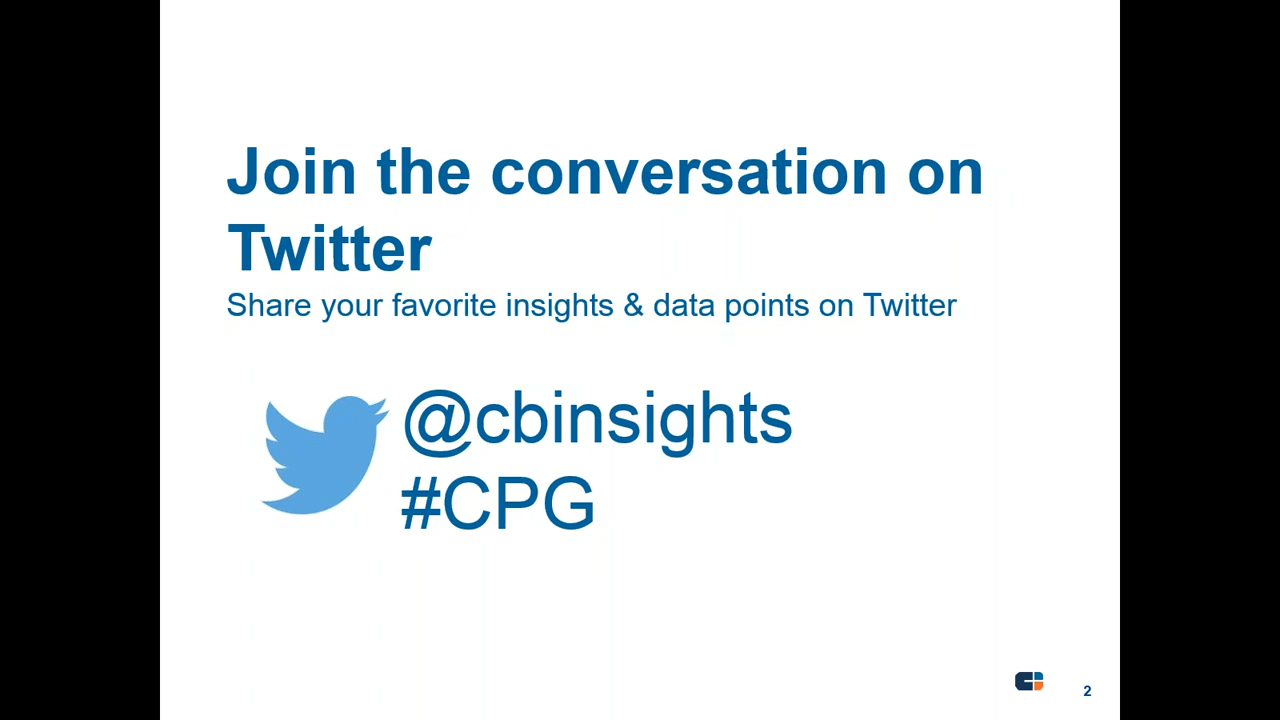 Join the conversation on
Twitter
Share your favorite insights & data points on Twitter
@cbinsights
#CPG
2